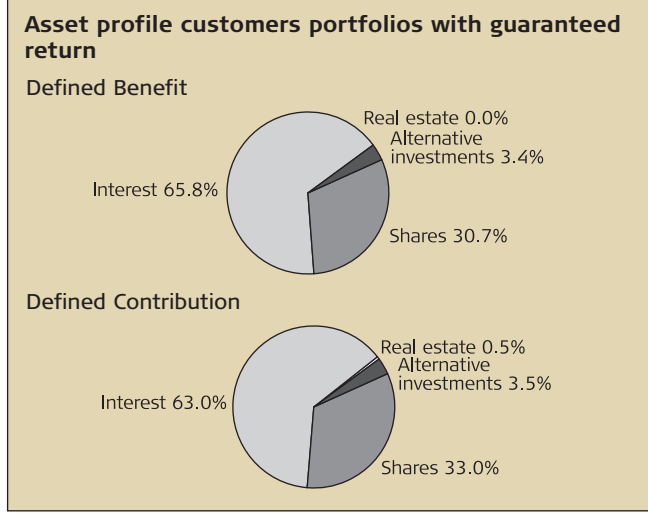 Asset profile customers portfolios with guaranteed
return
Defined Benefit
Real estate 0.0%
Alternative
investments 3.4%
Interest 65.8%
Shares 30.7%
Defined Contribution
Real estate 0.5%
Alternative
investments 3.5%
Interest 63.0%
Shares 33.0%